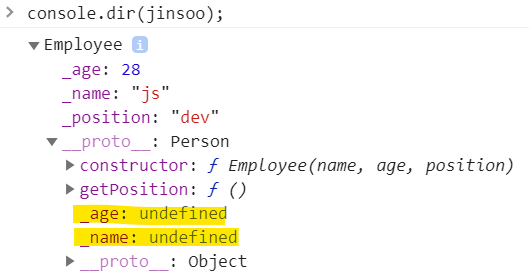 > console.dir(jinsoo);
▼Employee i
_age: 28
_name: "js"
_position: "dev"
▼__proto__: Person
▶constructor: ƒ Employee(name, age, position)
▶getPosition: ƒ ()
_age: undefined
_name: undefined
▶__proto__: Object